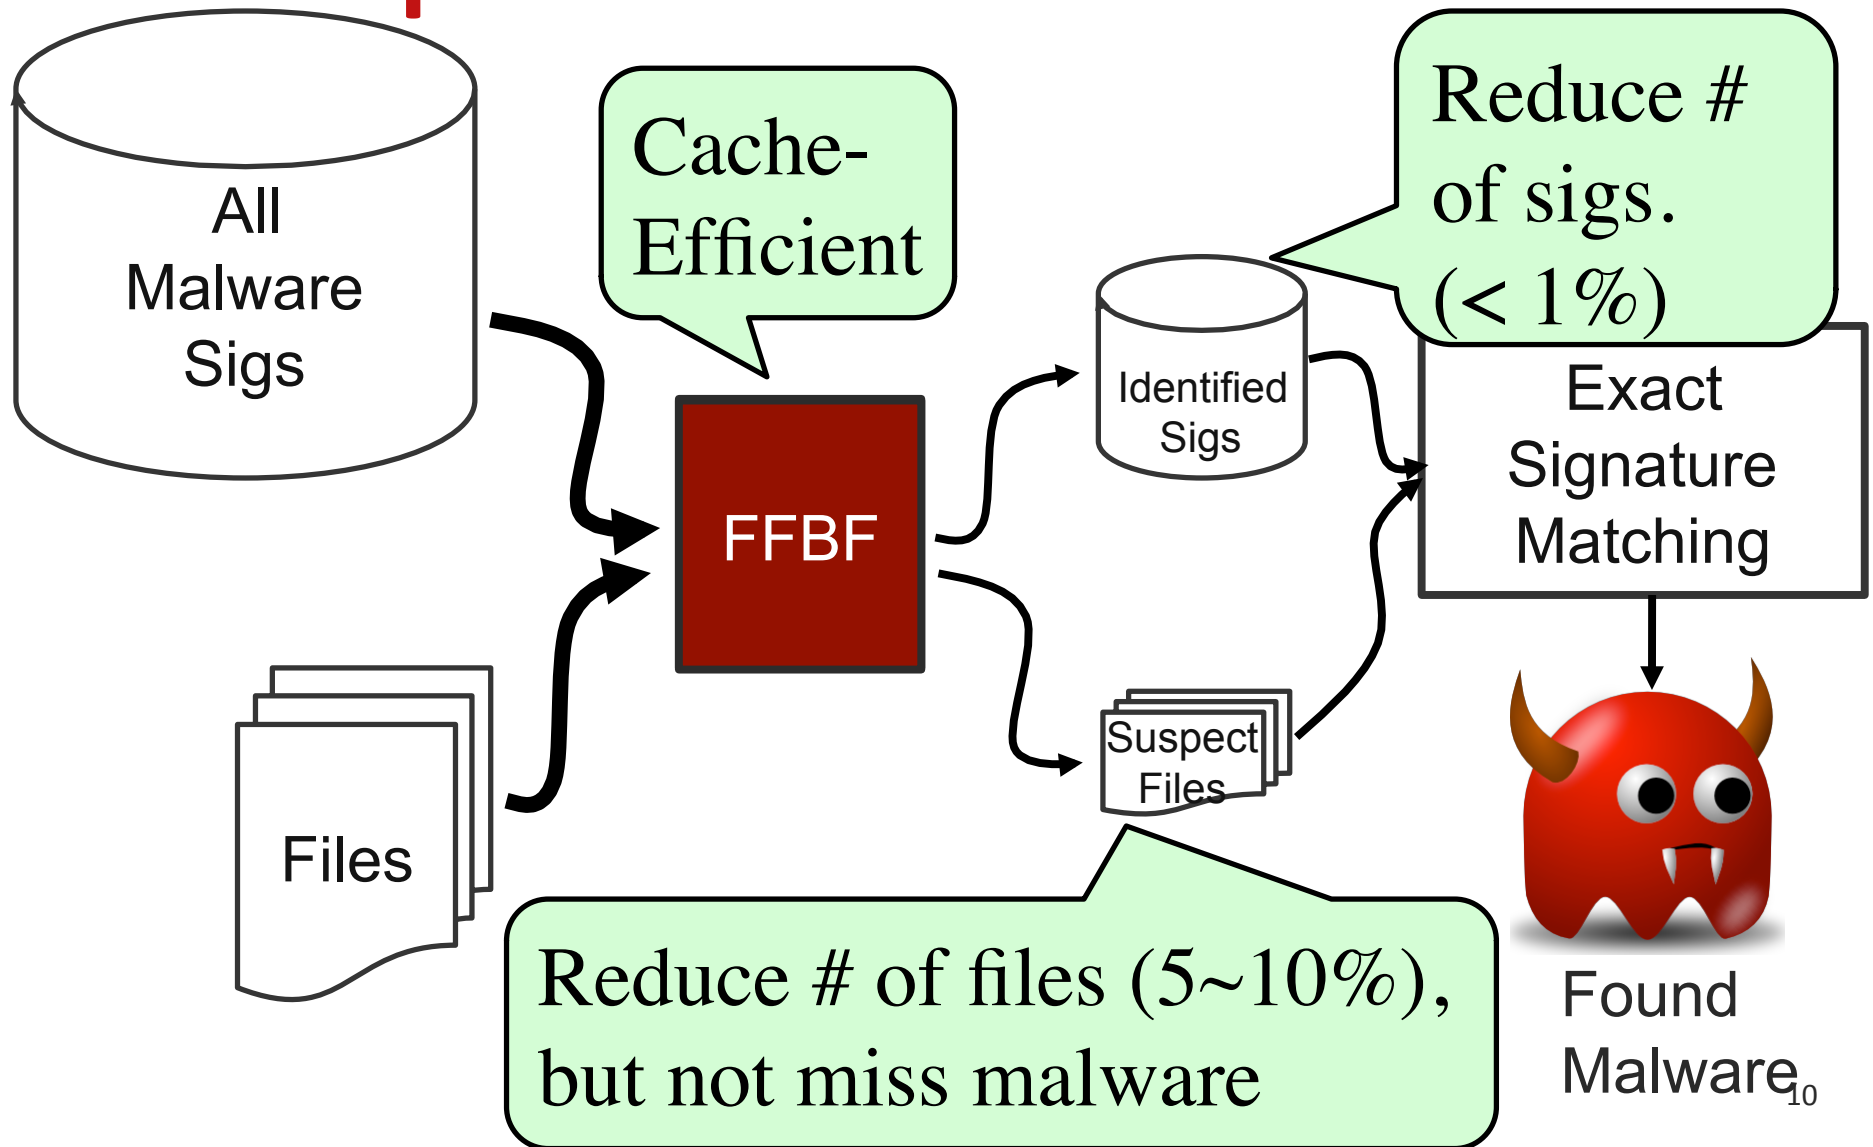 All
Malware
Sigs
Cache-
Efficient
Reduce #
of sigs.
(< 1%)
Identified
Sigs
Exact
Signature
Matching
FFBF
Suspect
Files
Files
Reduce # of files (5~10%),
but not miss malware
Found
Malware
10